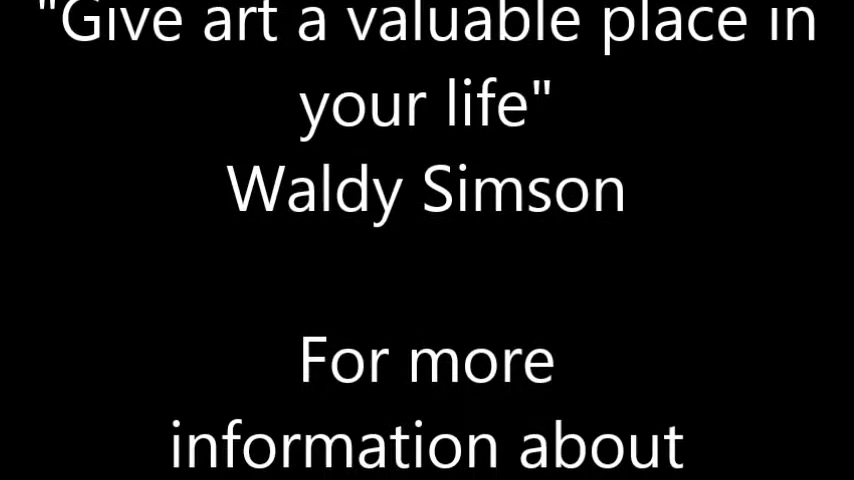 "Give art a valuable place in
your life"
Waldy Simson
For more
information about